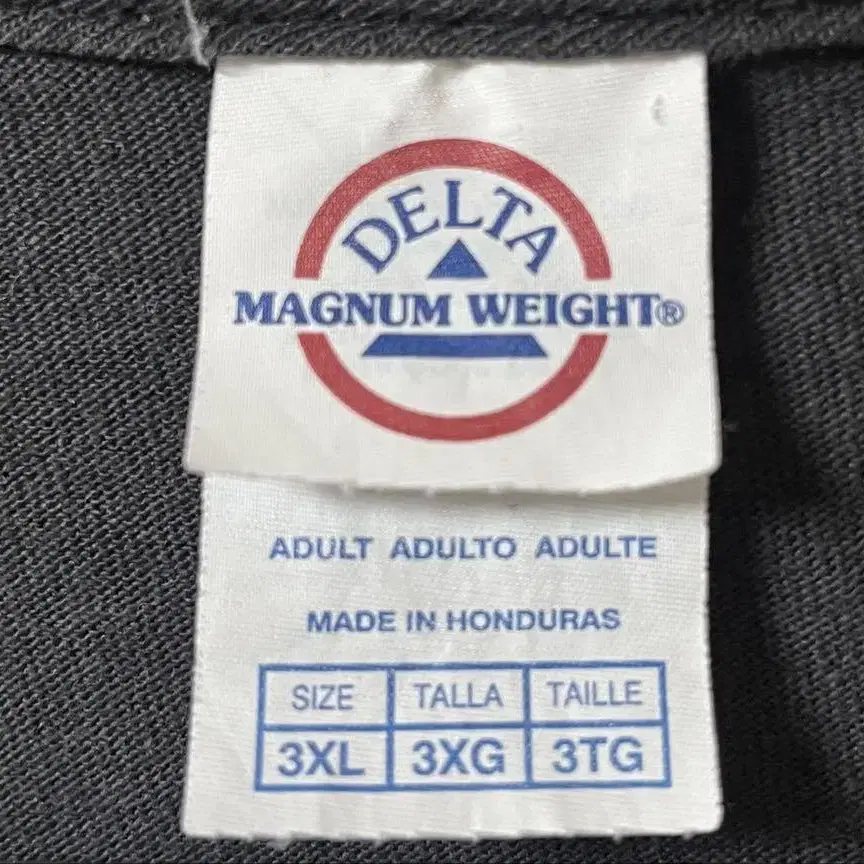 DELTA
MAGNUM WEIGHT®
ADULT ADULTO ADULTE
MADE IN HONDURAS
SIZE TALLA TAILLE
3XL 3XG 3TG